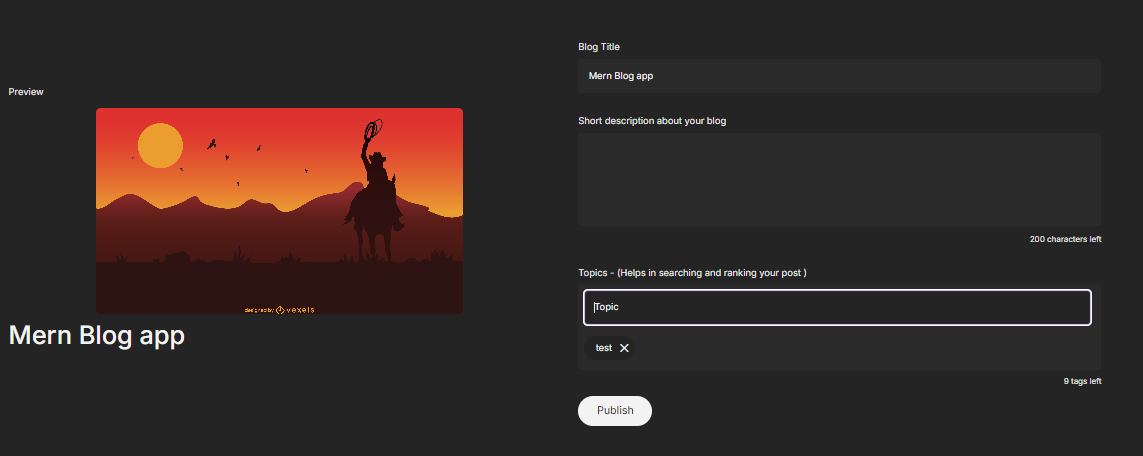 Preview
designed by vexels
Mern Blog app
Blog Title
Mern Blog app
Short description about your blog
200 characters left
Topics - (Helps in searching and ranking your post )
Topic
test
9 tags left
Publish